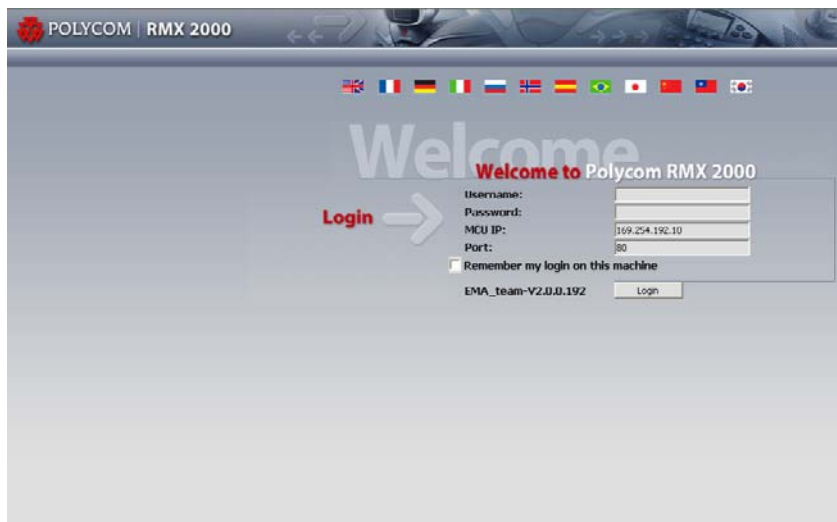 POLYCOM | RMX 2000
Welcome
Welcome to Polycom RMX 2000
Login
Username:
Password:
MCU IP: 169.254.192.10
Port: 80
Remember my login on this machine
EMA_team-V2.0.0.192 Login